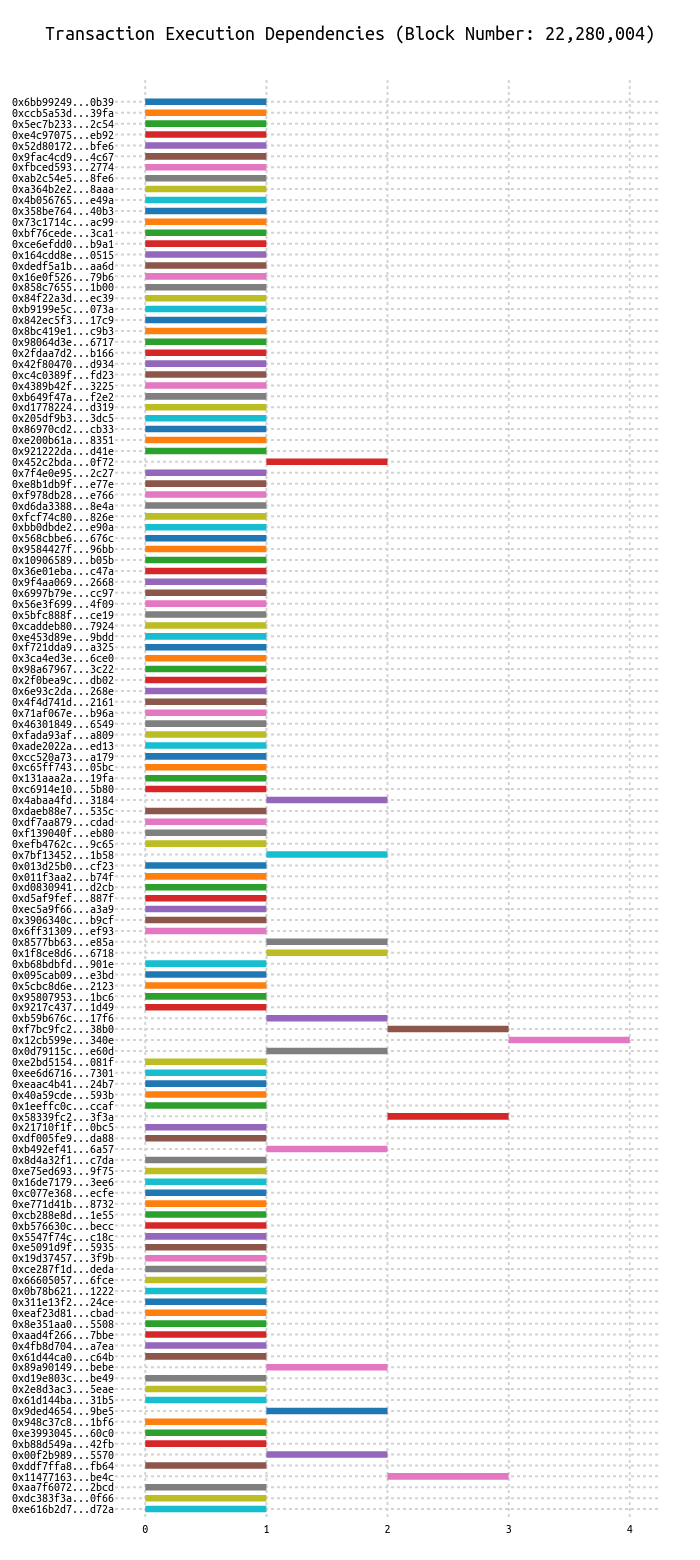 Transaction Execution Dependencies (Block Number: 22,280,004)
0x6bb99249...0b39
0xccb5a53d...39fa
0x5ec7b233...2c54
0xe4c97075...eb92
0x52d80172...bfe6
0x9fac4cd9...4c67
0xfbced593...2774
0xab2c54e5...8fe6
0xa364b2e2...8aaa
0x4b056765...e49a
0x358be764...40b3
0x73c1714c...ac99
0xbf76cede...3ca1
0xce6efdd0...b9a1
0x164cdd8e...0515
0xdedf5a1b...aa6d
0x16e0f526...79b6
0x858c7655...1b00
0x84f22a3d...ec39
0xb9199e5c...073a
0x842ec5f3...17c9
0x8bc419e1...c9b3
0x98064d3e...6717
0x2fdaa7d2...b166
0x42f80470...d934
0xc4c0389f...fd23
0x4389b42f...3225
0xb649f47a...f2e2
0xd1778224...d319
0x205df9b3...3dc5
0x86970cd2...cb33
0xe200b61a...8351
0x921222da...d41e
0x452c2bda...0f72
0x7f4e0e95...2c27
0xe8b1db9f...e77e
0xf978db28...e766
0xd6da3388...8e4a
0xfcf74c80...826e
0xbb0dbde2...e90a
0x568cbbe6...676c
0x9584427f...96bb
0x10906589...b05b
0x36e01eba...c47a
0x9f4aa069...2668
0x6997b79e...cc97
0x56e3f699...4f09
0x5bfc888f...ce19
0xcaddeb80...7924
0xe453d89e...9bdd
0xf721dda9...a325
0x3ca4ed3e...6ce0
0x98a67967...3c22
0x2f0bea9c...db02
0x6e93c2da...268e
0x4f4d741d...2161
0x71af067e...b96a
0x46301849...6549
0xfada93af...a809
0xade2022a...ed13
0xcc520a73...a179
0xc65ff743...05bc
0x131aaa2a...19fa
0xc6914e10...5b80
0x4abaa4fd...3184
0xdaeb88e7...535c
0xdf7aa879...cdad
0xf139040f...eb80
0xefb4762c...9c65
0x7bf13452...1b58
0x013d25b0...cf23
0x011f3aa2...b74f
0xd0830941...d2cb
0xd5af9fef...887f
0xec5a9f66...a3a9
0x3906340c...b9cf
0x6ff31309...ef93
0x8577bb63...e85a
0x1f8ce8d6...6718
0xb68bdbfd...901e
0x095cab09...e3bd
0x5cbc8d6e...2123
0x95807953...1bc6
0x9217c437...1d49
0xb59b676c...17f6
0xf7bc9fc2...38b0
0x12cb599e...340e
0x0d79115c...e60d
0xe2bd5154...081f
0xee6d6716...7301
0xeaac4b41...24b7
0x40a59cde...593b
0x1eeffc0c...ccaf
0x58339fc2...3f3a
0x21710f1f...0bc5
0xdf005fe9...da88
0xb492ef41...6a57
0x8d4a32f1...c7da
0xe75ed693...9f75
0x16de7179...3ee6
0xc077e368...ecfe
0xe771d41b...8732
0xcb288e8d...1e55
0xb576630c...becc
0x5547f74c...c18c
0xe5091d9f...5935
0x19d37457...3f9b
0xce287f1d...deda
0x66605057...6fce
0x0b78b621...1222
0x311e13f2...24ce
0xeaf23d81...cbad
0x8e351aa0...5508
0xaad4f266...7bbe
0x4fb8d704...a7ea
0x61d44ca0...c64b
0x89a90149...bebe
0xd19e803c...be49
0x2e8d3ac3...5eae
0x61d144ba...31b5
0x9ded4654...9be5
0x948c37c8...1bf6
0xe3993045...60c0
0xb88d549a...42fb
0x00f2b989...5570
0xddf7ffa8...fb64
0x11477163...be4c
0xaa7f6072...2bcd
0xdc383f3a...0f66
0xe616b2d7...d72a
0 1 2 3 4